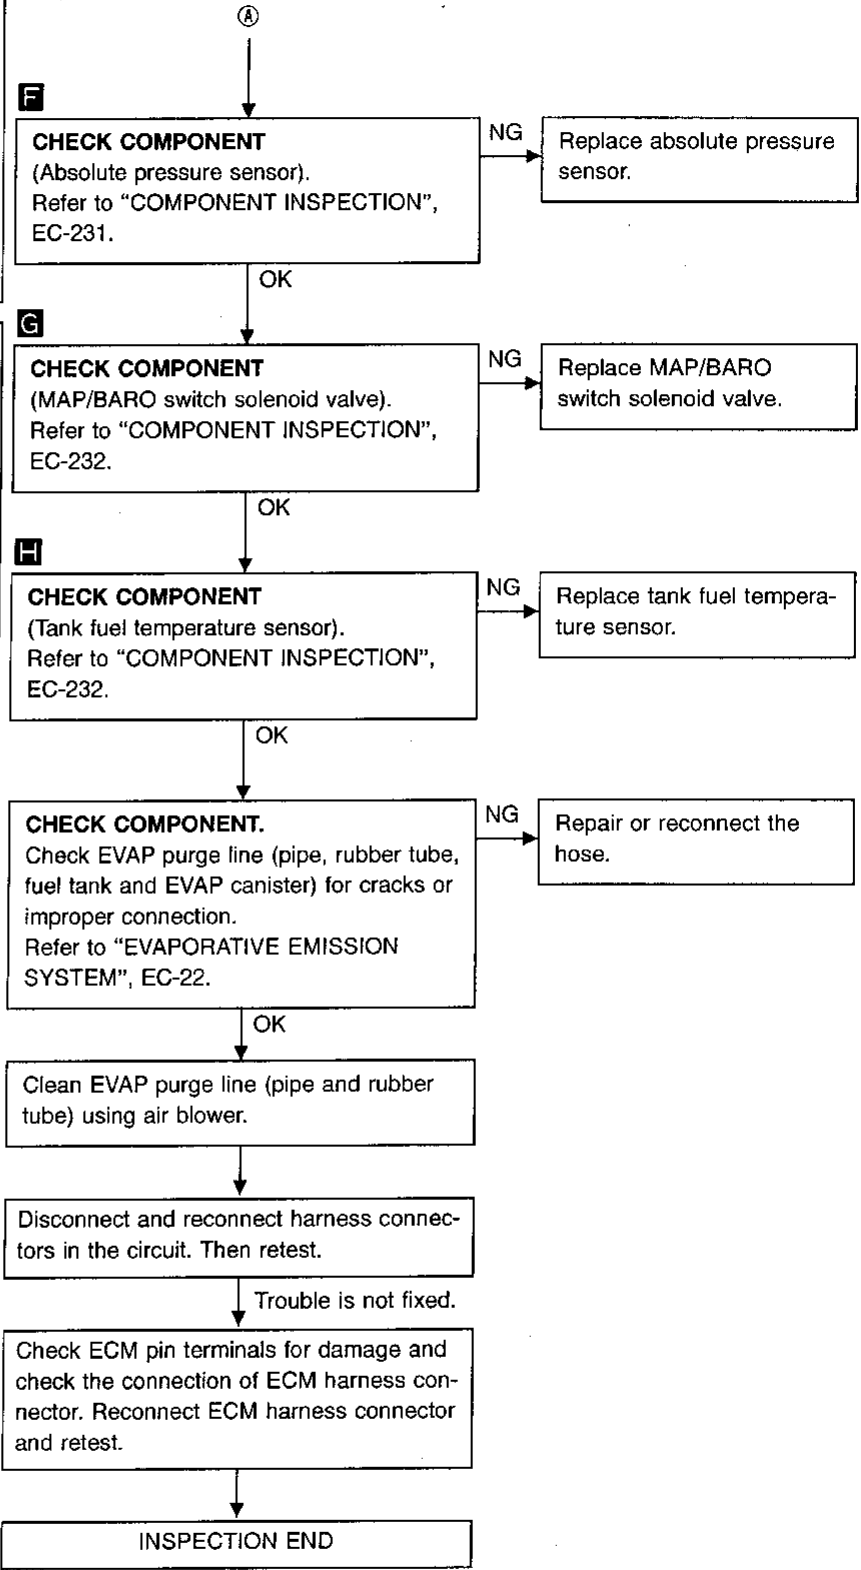 A
F
CHECK COMPONENT
(Absolute pressure sensor).
Refer to “COMPONENT INSPECTION”,
EC-231.
NG
Replace absolute pressure
sensor.
OK
G
CHECK COMPONENT
(MAP/BARO switch solenoid valve).
Refer to “COMPONENT INSPECTION”,
EC-232.
NG
Replace MAP/BARO
switch solenoid valve.
OK
H
CHECK COMPONENT
(Tank fuel temperature sensor).
Refer to “COMPONENT INSPECTION”,
EC-232.
NG
Replace tank fuel tempera-
ture sensor.
OK
CHECK COMPONENT.
Check EVAP purge line (pipe, rubber tube,
fuel tank and EVAP canister) for cracks or
improper connection.
Refer to “EVAPORATIVE EMISSION
SYSTEM”, EC-22.
NG
Repair or reconnect the
hose.
OK
Clean EVAP purge line (pipe and rubber
tube) using air blower.
Disconnect and reconnect harness connec-
tors in the circuit. Then retest.
Trouble is not fixed.
Check ECM pin terminals for damage and
check the connection of ECM harness con-
nector. Reconnect ECM harness connector
and retest.
INSPECTION END